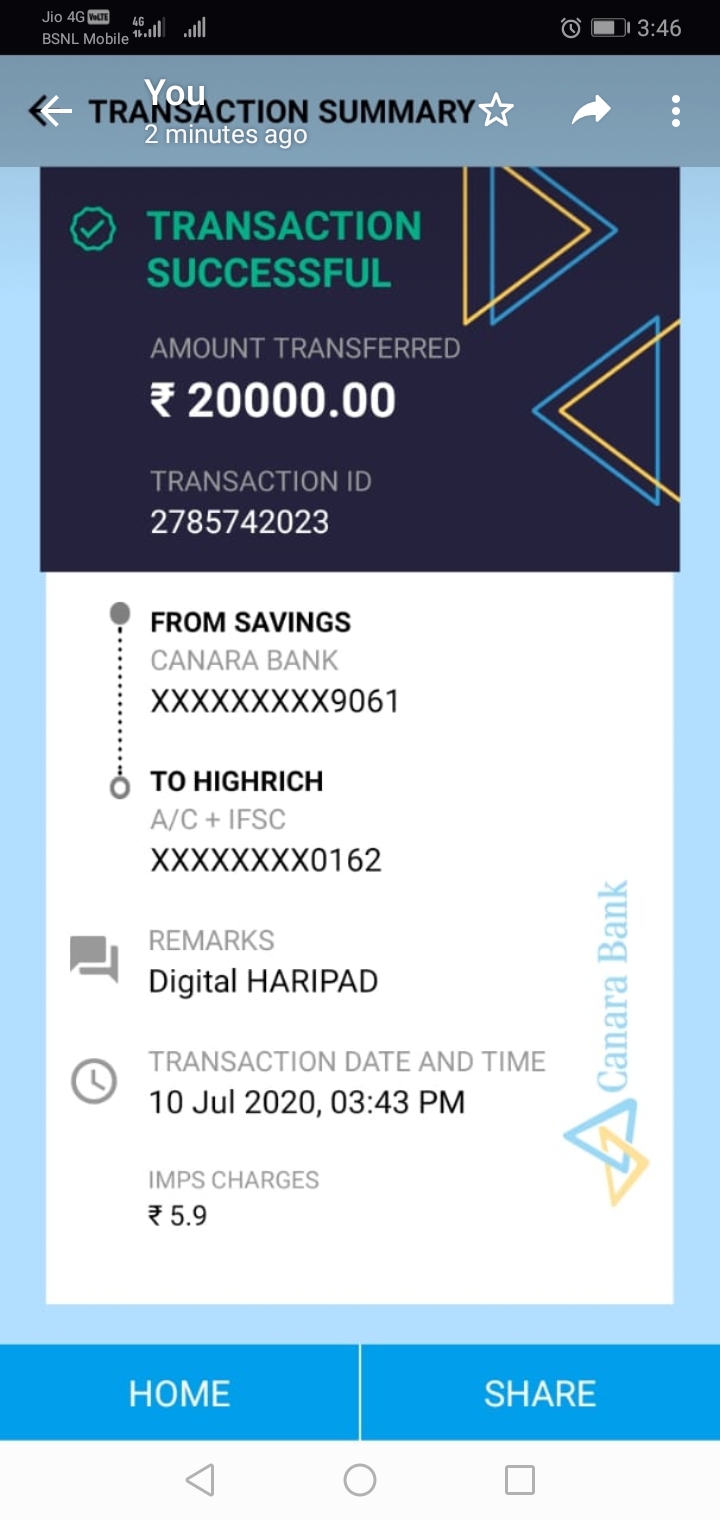 Jio 4G VoLTE 4G
BSNL Mobile
3:46
You
TRANSACTION SUMMARY
2 minutes ago
TRANSACTION
SUCCESSFUL
AMOUNT TRANSFERRED
₹ 20000.00
TRANSACTION ID
2785742023
FROM SAVINGS
CANARA BANK
XXXXXXXXX9061
TO HIGHRICH
A/C + IFSC
XXXXXXXX0162
REMARKS
Digital HARIPAD
TRANSACTION DATE AND TIME
10 Jul 2020, 03:43 PM
IMPS CHARGES
₹ 5.9
Canara Bank
HOME
SHARE